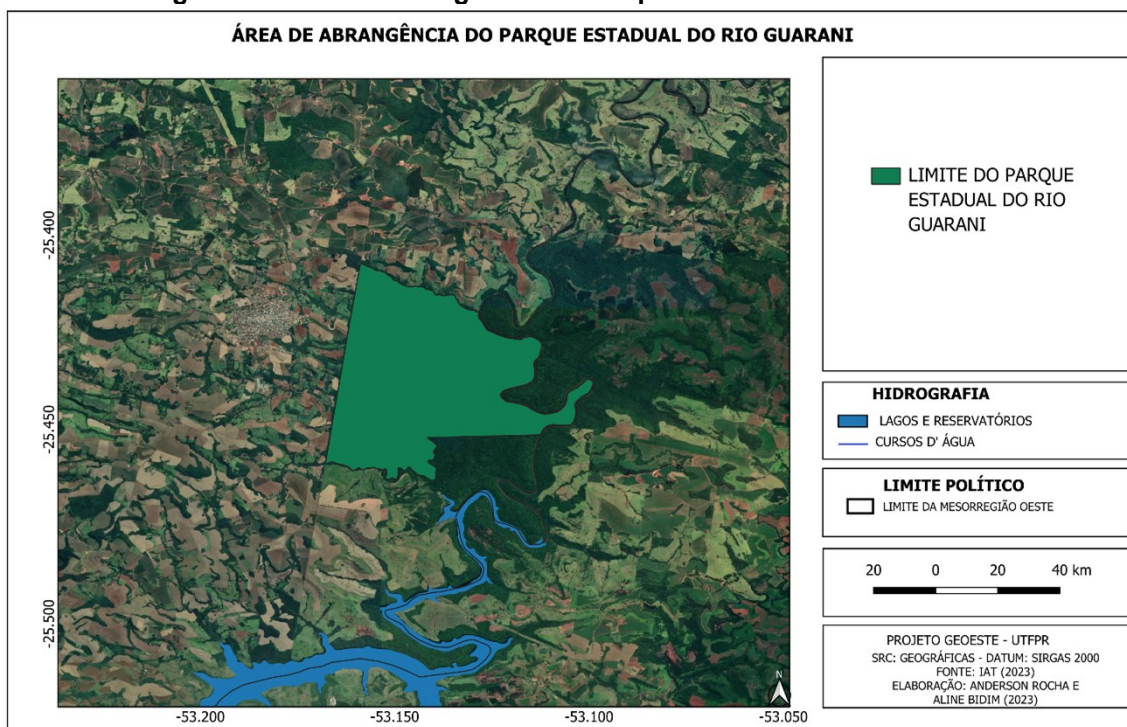 ÁREA DE ABRANGÊNCIA DO PARQUE ESTADUAL DO RIO GUARANI
LIMITE DO PARQUE
ESTADUAL DO RIO
GUARANI
HIDROGRAFIA
LAGOS E RESERVATÓRIOS
CURSOS D' ÁGUA
LIMITE POLÍTICO
LIMITE DA MESORREGIÃO OESTE
20 0 20 40 km
PROJETO GEOESTE - UTFPR
SRC: GEOGRÁFICAS - DATUM: SIRGAS 2000
FONTE: IAT (2023)
ELABORAÇÃO: ANDERSON ROCHA E
ALINE BIDIM (2023)
-25.400
-25.450
-25.500
N
-53.200 -53.150 -53.100 -53.050